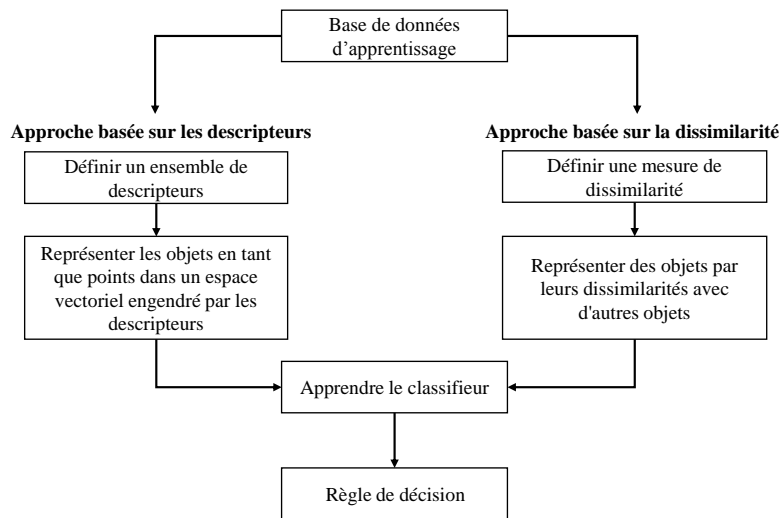 Base de données
d’apprentissage
Approche basée sur les descripteurs
Définir un ensemble de
descripteurs
Représenter les objets en tant
que points dans un espace
vectoriel engendré par les
descripteurs
Approche basée sur la dissimilarité
Définir une mesure de
dissimilarité
Représenter des objets par
leurs dissimilarités avec
d'autres objets
Apprendre le classifieur
Règle de décision